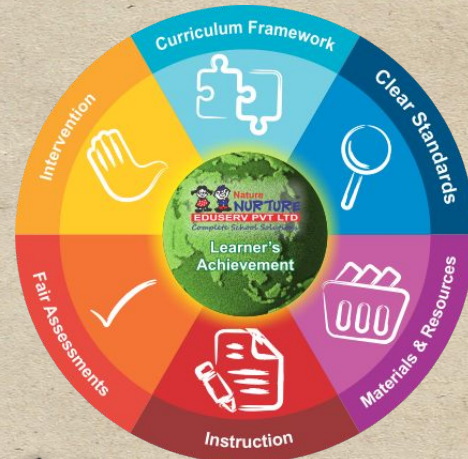 Curriculum Framework
Clear Standards
Materials & Resources
Instruction
Fair Assessments
Intervention
Nature
NURTURE
EDUSERV PVT LTD
Complete School Solutions
Learner's
Achievement